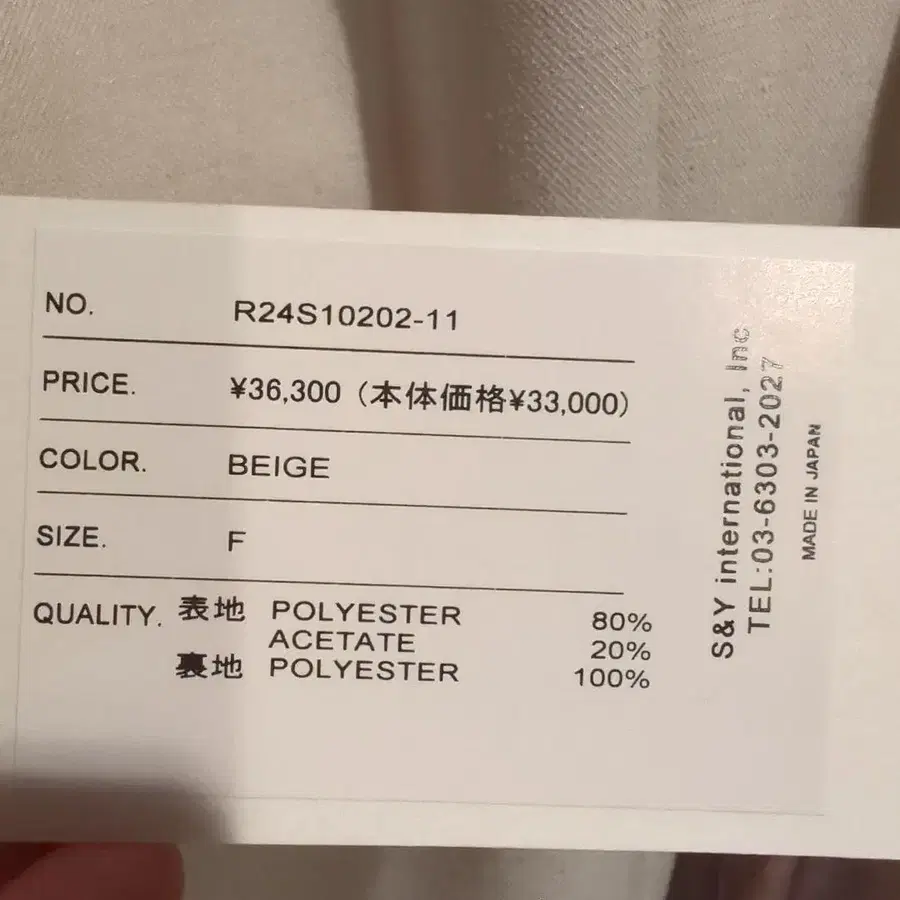 NO. R24S10202-11
PRICE. ¥36,300 (本体価格¥33,000)
COLOR. BEIGE
SIZE. F
QUALITY. 表地 POLYESTER 80%
ACETATE 20%
裏地 POLYESTER 100%
S&Y international, Inc
TEL:03-6303-2027
MADE IN JAPAN